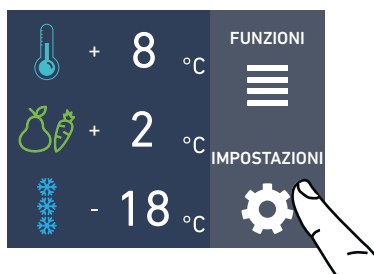 + 8 °C
FUNZIONI
+ 2 °C
IMPOSTAZIONI
- 18 °C